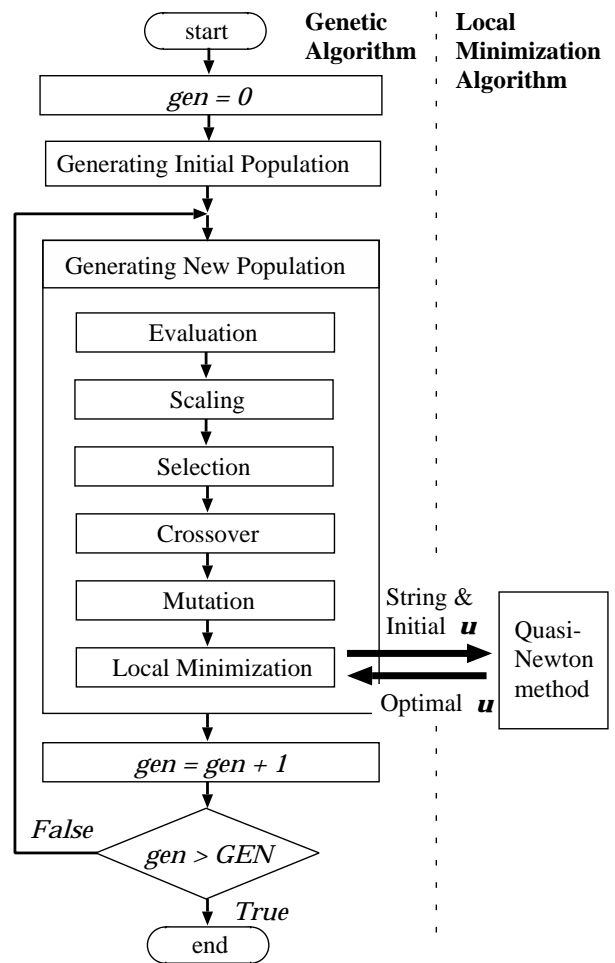 start
Genetic
Algorithm
Local
Minimization
Algorithm
gen = 0
Generating Initial Population
Generating New Population
Evaluation
Scaling
Selection
Crossover
Mutation
Local Minimization
String &
Initial u
Optimal u
Quasi-
Newton
method
gen = gen + 1
False
gen > GEN
True
end